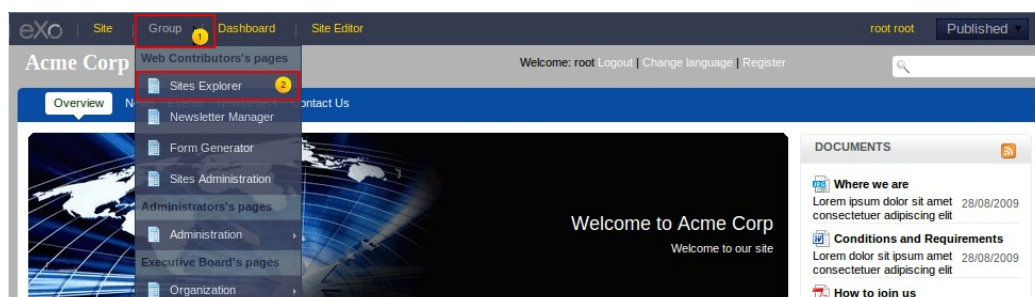 eXo Site Group 1 Dashboard Site Editor root root Published
Acme Corp
Welcome: root Logout | Change language | Register
Web Contributors's pages
Sites Explorer 2
Newsletter Manager
Form Generator
Sites Administration
Administrators's pages
Administration
Executive Board's pages
Organization
Overview Contact Us
Welcome to Acme Corp
Welcome to our site
DOCUMENTS
Where we are
Lorem ipsum dolor sit amet 28/08/2009
consectetuer adipiscing elit
Conditions and Requirements
Lorem dolor sit ipsum amet 28/08/2009
consectetuer adipiscing elit
How to join us